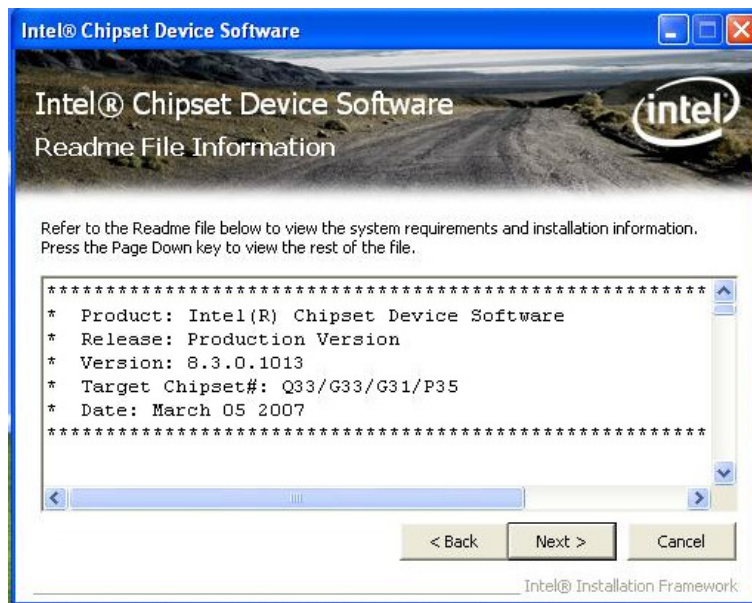 Intel® Chipset Device Software
Intel® Chipset Device Software
intel
Readme File Information
Refer to the Readme file below to view the system requirements and installation information.
Press the Page Down key to view the rest of the file.
********************************************************
* Product: Intel(R) Chipset Device Software
* Release: Production Version
* Version: 8.3.0.1013
* Target Chipset#: Q33/G33/G31/P35
* Date: March 05 2007
********************************************************
< Back Next > Cancel
Intel® Installation Framework